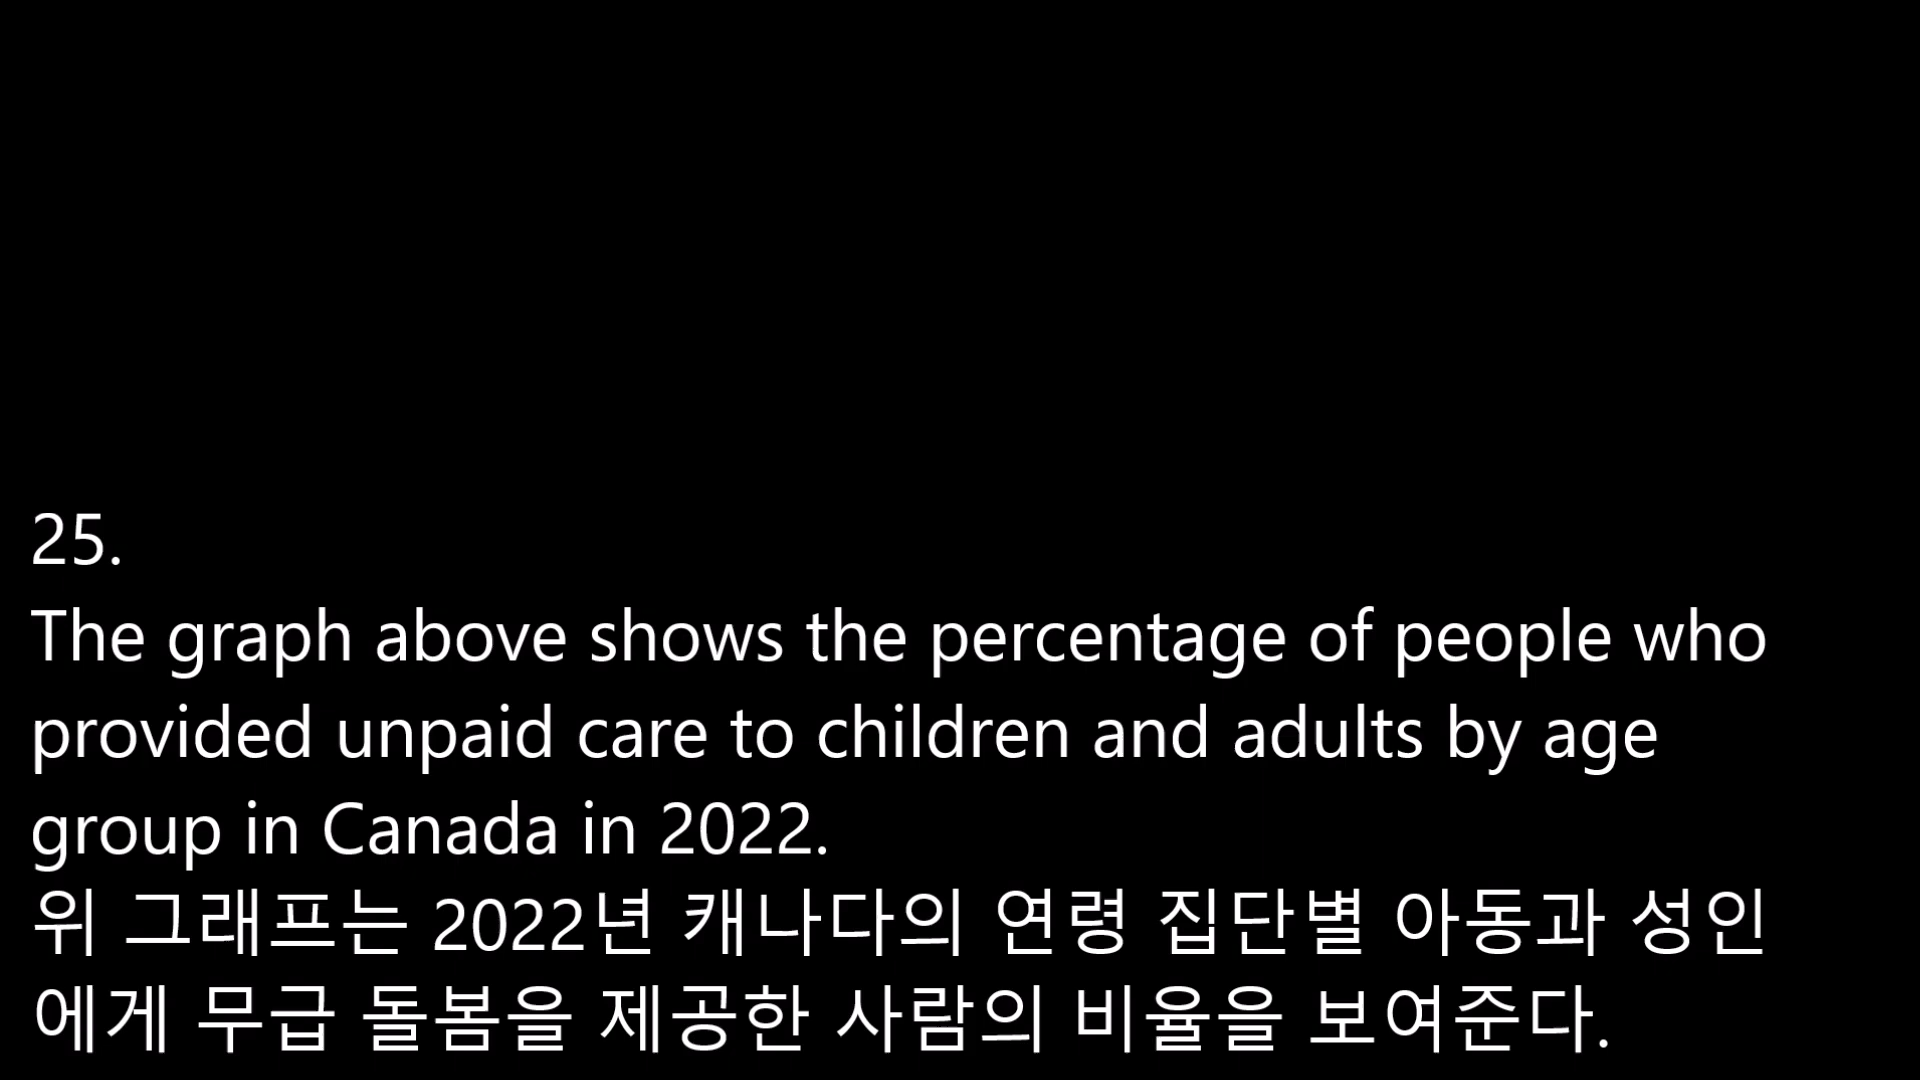 25.
The graph above shows the percentage of people who
provided unpaid care to children and adults by age
group in Canada in 2022.
위 그래프는 2022년 캐나다의 연령 집단별 아동과 성인
에게 무급 돌봄을 제공한 사람의 비율을 보여준다.